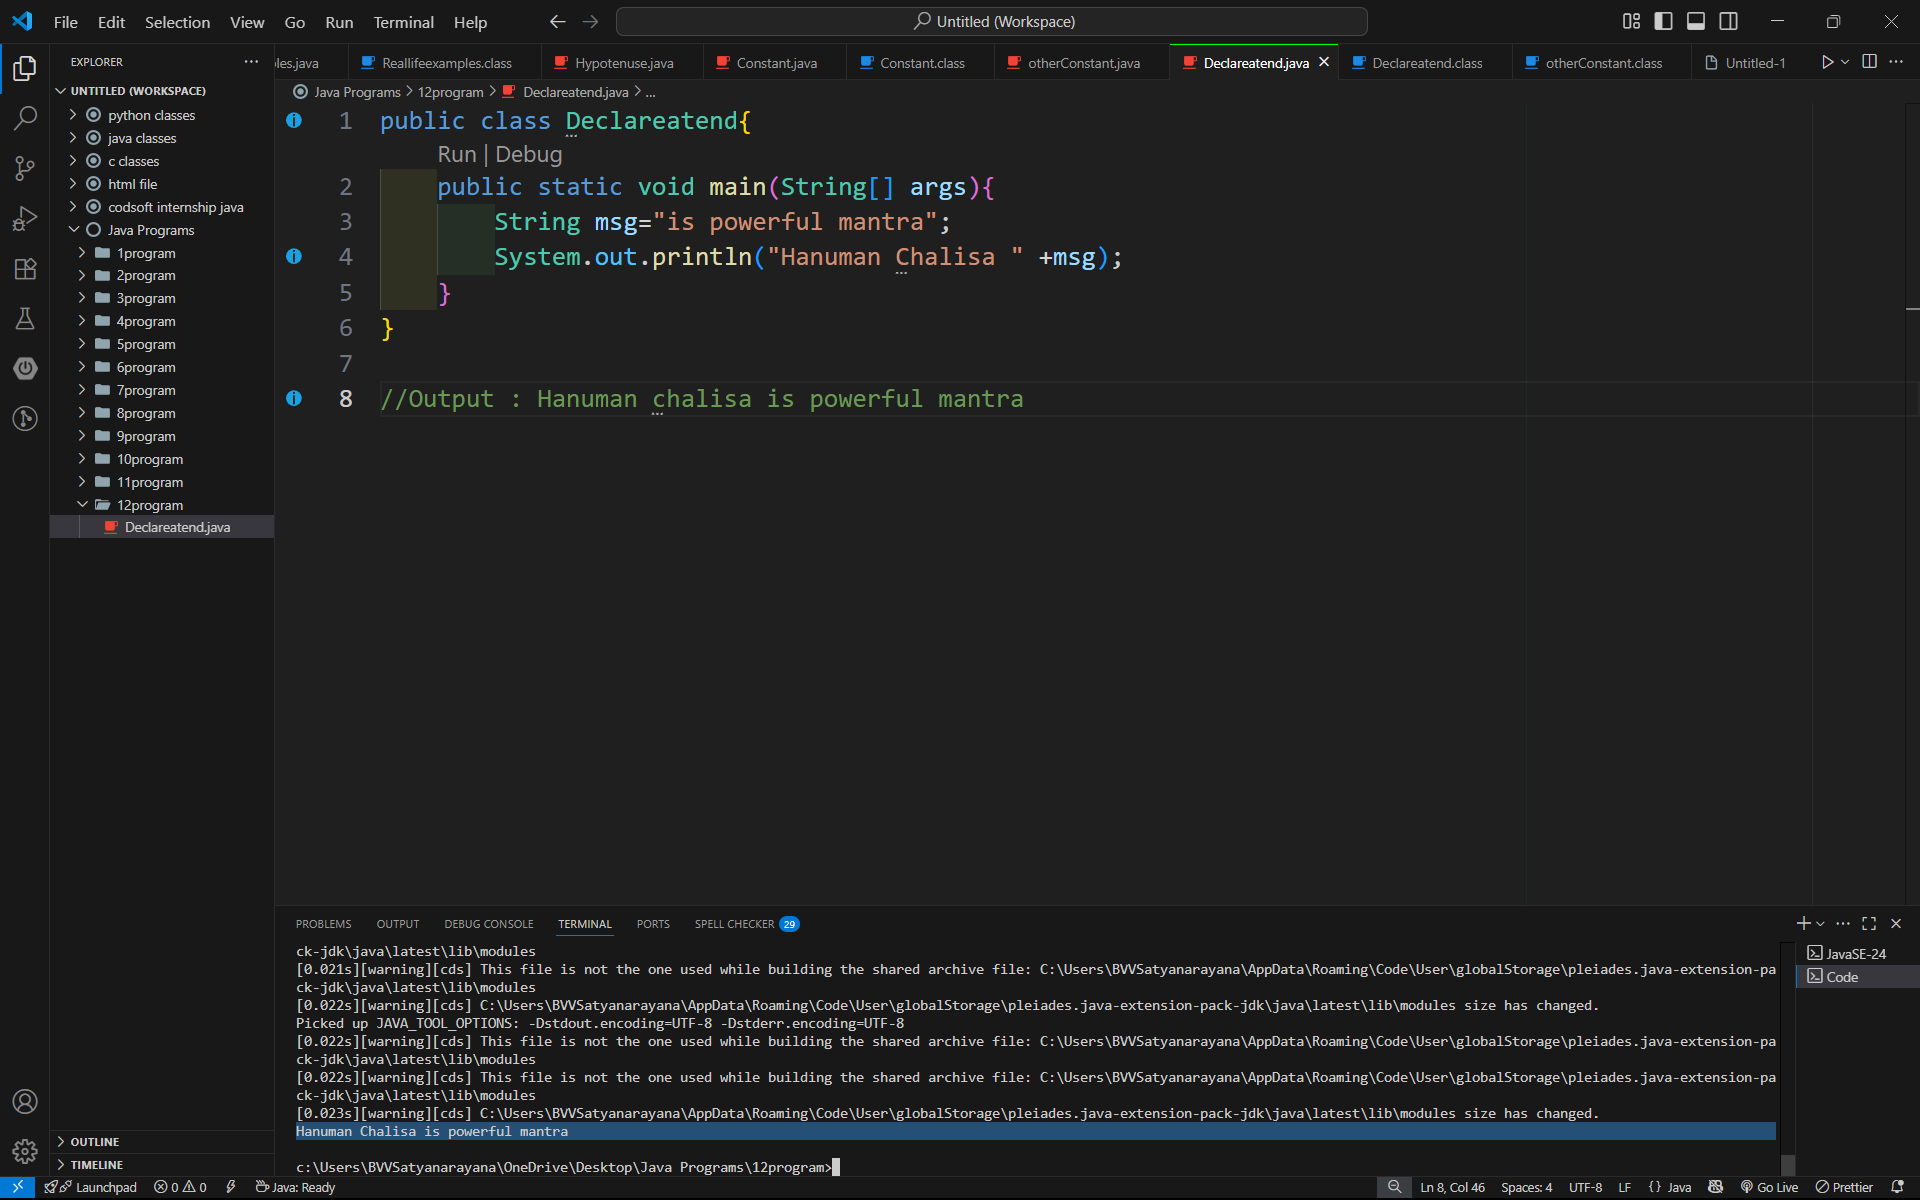 File Edit Selection View Go Run Terminal Help
Untitled (Workspace)
EXPLORER
UNTITLED (WORKSPACE)
python classes
java classes
c classes
html file
codsoft internship java
Java Programs
1program
2program
3program
4program
5program
6program
7program
8program
9program
10program
11program
12program
Declareatend.java
OUTLINE
TIMELINE
les.java Reallifeexamples.class Hypotenuse.java Constant.java Constant.class otherConstant.java Declareatend.java Declareatend.class otherConstant.class Untitled-1
Java Programs > 12program > Declareatend.java > ...
1 public class Declareatend{
Run | Debug
2 public static void main(String[] args){
3 String msg="is powerful mantra";
4 System.out.println("Hanuman Chalisa " +msg);
5 }
6 }
7
8 //Output : Hanuman chalisa is powerful mantra
PROBLEMS OUTPUT DEBUG CONSOLE TERMINAL PORTS SPELL CHECKER 29
ck-jdk\java\latest\lib\modules
[0.021s][warning][cds] This file is not the one used while building the shared archive file: C:\Users\BVVSatyanarayana\AppData\Roaming\Code\User\globalStorage\pleiades.java-extension-pa
ck-jdk\java\latest\lib\modules
[0.022s][warning][cds] C:\Users\BVVSatyanarayana\AppData\Roaming\Code\User\globalStorage\pleiades.java-extension-pack-jdk\java\latest\lib\modules size has changed.
Picked up JAVA_TOOL_OPTIONS: -Dstdout.encoding=UTF-8 -Dstderr.encoding=UTF-8
[0.022s][warning][cds] This file is not the one used while building the shared archive file: C:\Users\BVVSatyanarayana\AppData\Roaming\Code\User\globalStorage\pleiades.java-extension-pa
ck-jdk\java\latest\lib\modules
[0.022s][warning][cds] This file is not the one used while building the shared archive file: C:\Users\BVVSatyanarayana\AppData\Roaming\Code\User\globalStorage\pleiades.java-extension-pa
ck-jdk\java\latest\lib\modules
[0.023s][warning][cds] C:\Users\BVVSatyanarayana\AppData\Roaming\Code\User\globalStorage\pleiades.java-extension-pack-jdk\java\latest\lib\modules size has changed.
Hanuman Chalisa is powerful mantra
c:\Users\BVVSatyanarayana\OneDrive\Desktop\Java Programs\12program>
JavaSE-24
Code
Launchpad 0 0 Java: Ready Ln 8, Col 46 Spaces: 4 UTF-8 LF {} Java Go Live Prettier